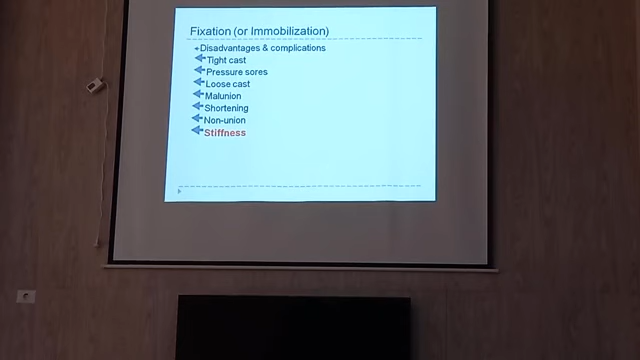 Fixation (or Immobilization)
Disadvantages & complications
Tight cast
Pressure sores
Loose cast
Malunion
Shortening
Non-union
Stiffness